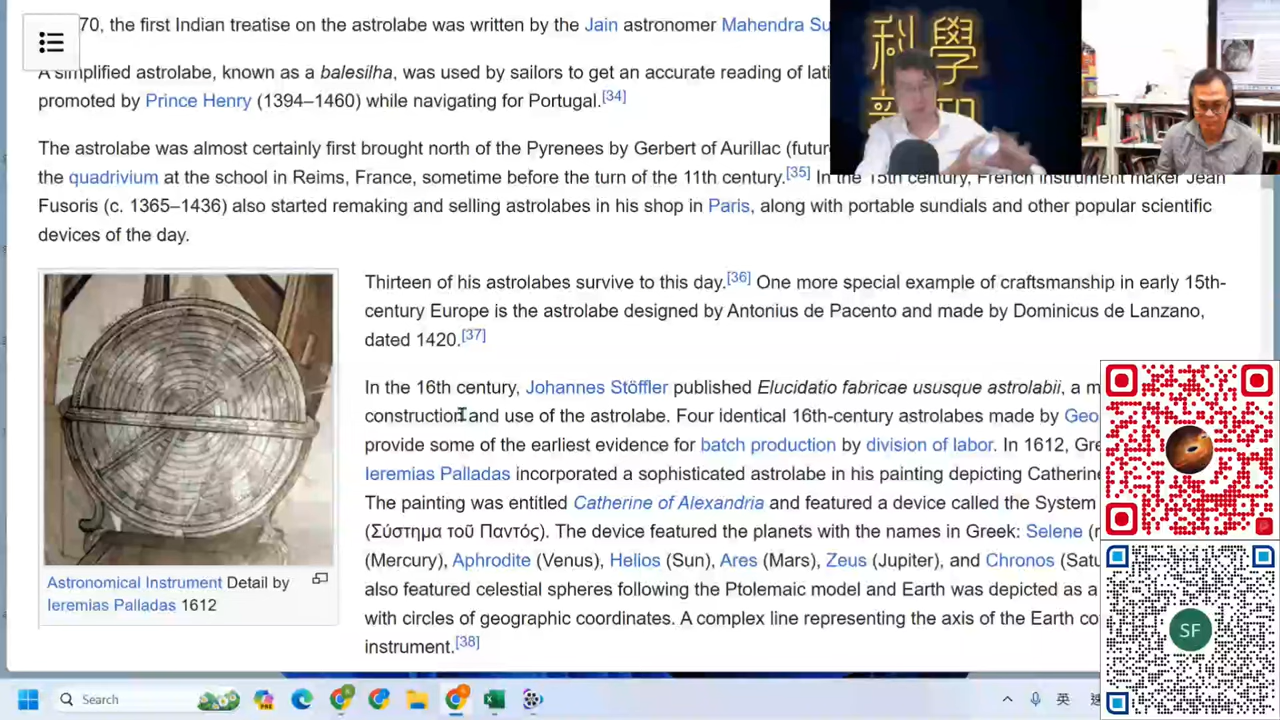 70, the first Indian treatise on the astrolabe was written by the Jain astronomer Mahendra Su
A simplified astrolabe, known as a balesilha, was used by sailors to get an accurate reading of lati
promoted by Prince Henry (1394–1460) while navigating for Portugal.[34]
The astrolabe was almost certainly first brought north of the Pyrenees by Gerbert of Aurillac (futur
the quadrivium at the school in Reims, France, sometime before the turn of the 11th century.[35] In the 15th century, French instrument maker Jean
Fusoris (c. 1365–1436) also started remaking and selling astrolabes in his shop in Paris, along with portable sundials and other popular scientific
devices of the day.
Thirteen of his astrolabes survive to this day.[36] One more special example of craftsmanship in early 15th-
century Europe is the astrolabe designed by Antonius de Pacento and made by Dominicus de Lanzano,
dated 1420.[37]
In the 16th century, Johannes Stöffler published Elucidatio fabricae ususque astrolabii, a m
construction and use of the astrolabe. Four identical 16th-century astrolabes made by Geo
provide some of the earliest evidence for batch production by division of labor. In 1612, Gre
Ieremias Palladas incorporated a sophisticated astrolabe in his painting depicting Catherine
The painting was entitled Catherine of Alexandria and featured a device called the System
(Σύστημα τοῦ Παντός). The device featured the planets with the names in Greek: Selene (
(Mercury), Aphrodite (Venus), Helios (Sun), Ares (Mars), Zeus (Jupiter), and Chronos (Satu
also featured celestial spheres following the Ptolemaic model and Earth was depicted as a
with circles of geographic coordinates. A complex line representing the axis of the Earth co
instrument.[38]
Astronomical Instrument Detail by
Ieremias Palladas 1612
科學
SF
Search
英